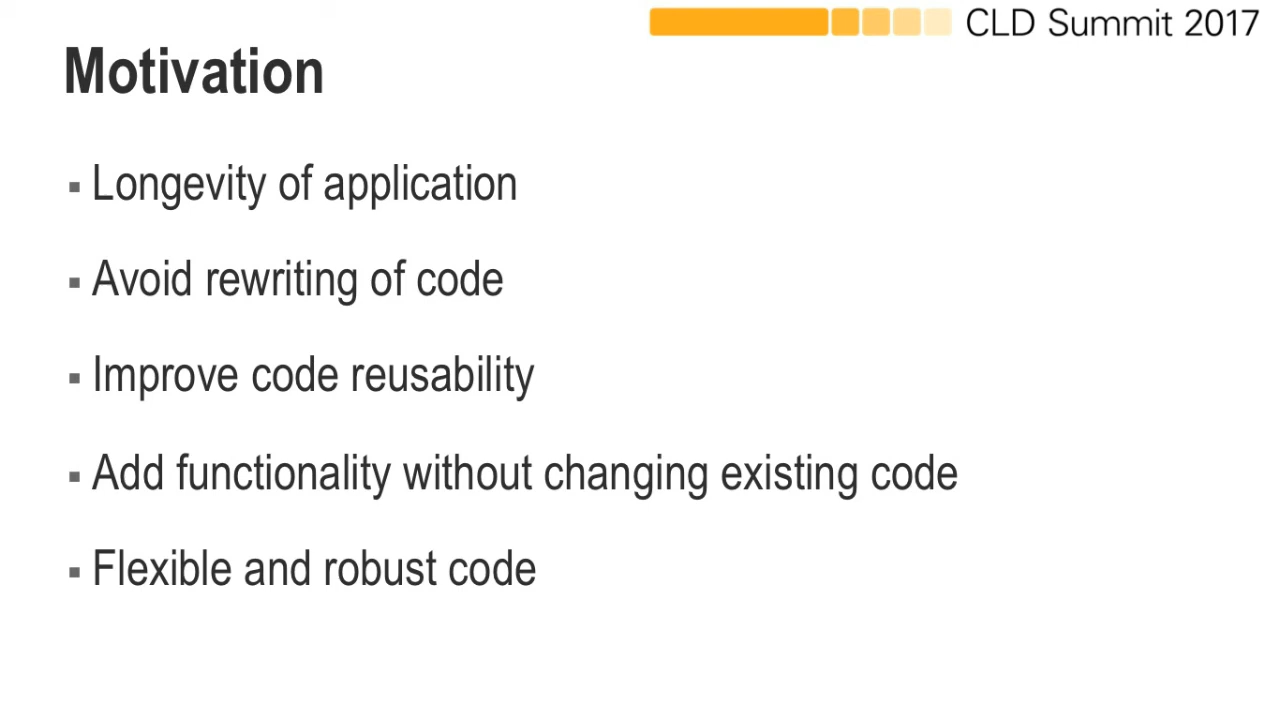 CLD Summit 2017
Motivation
▪ Longevity of application
▪ Avoid rewriting of code
▪ Improve code reusability
▪ Add functionality without changing existing code
▪ Flexible and robust code